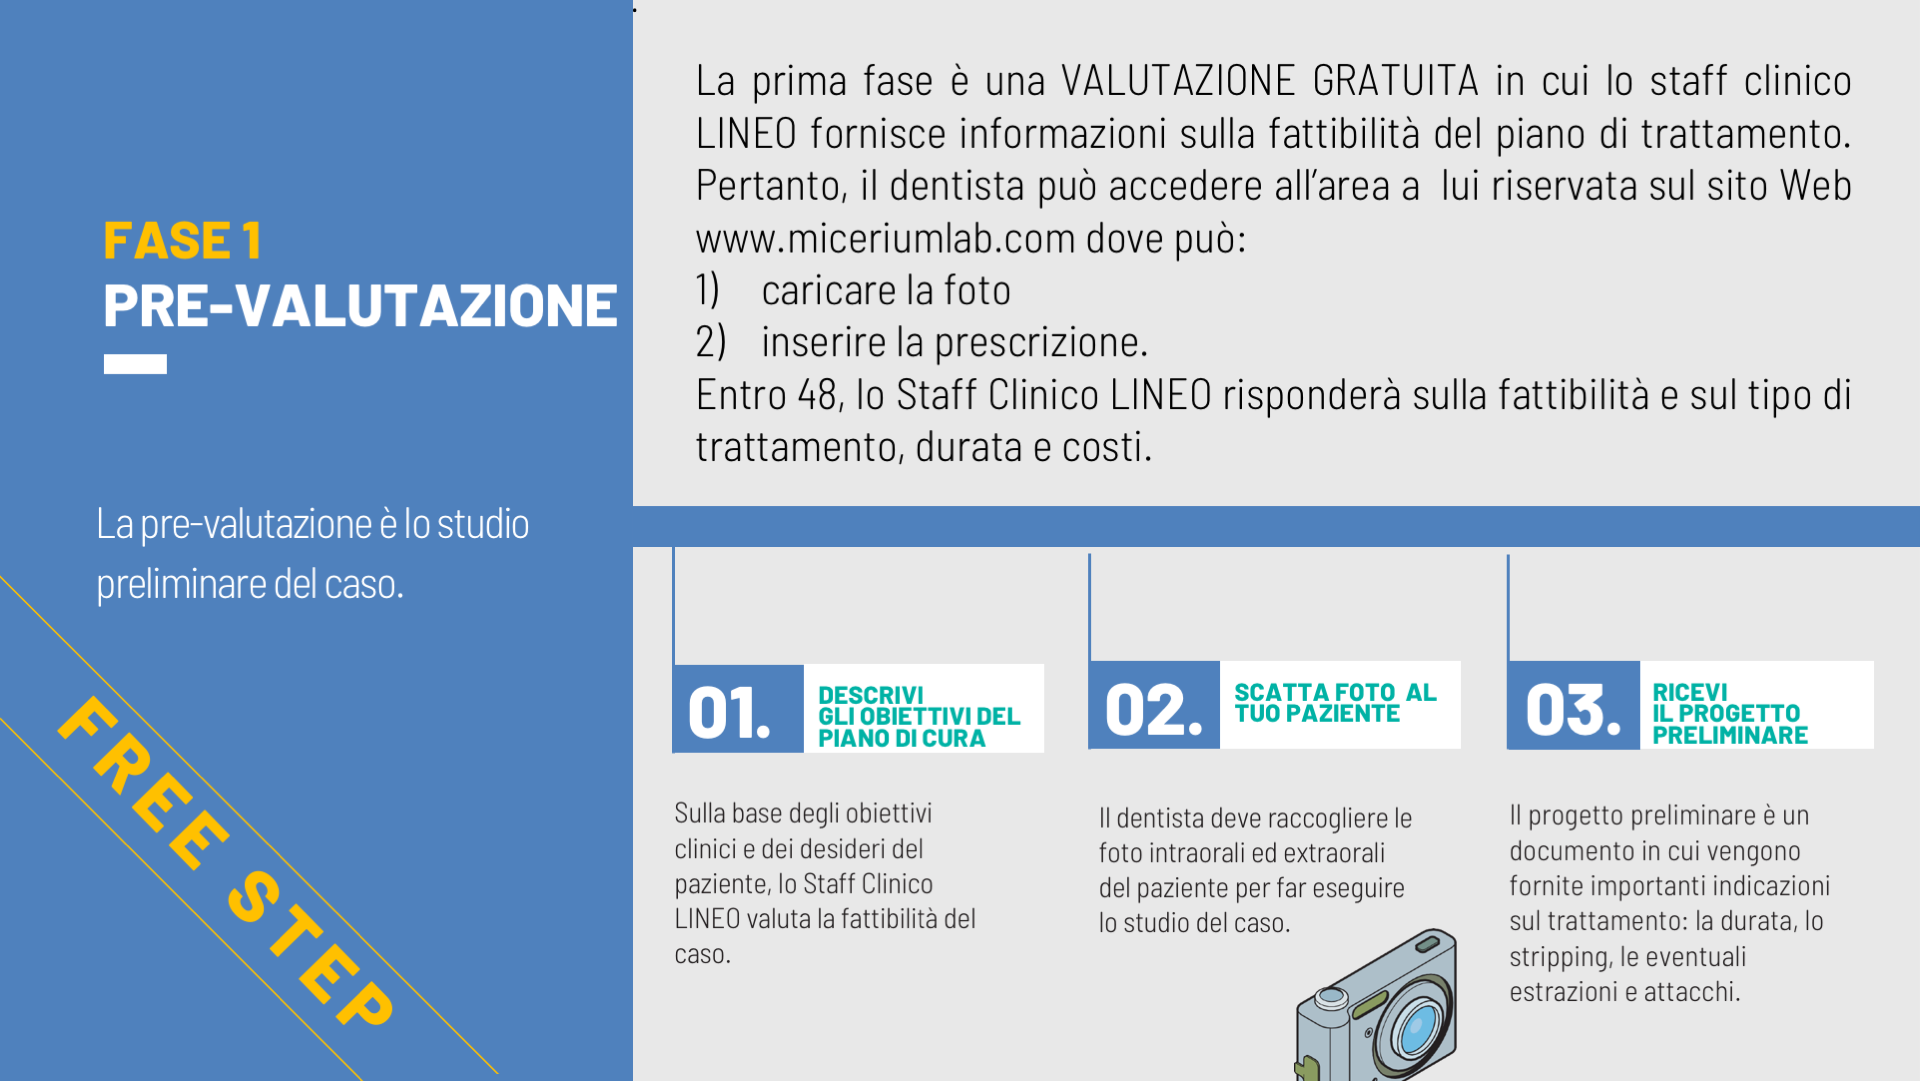 FASE 1
PRE-VALUTAZIONE
La pre-valutazione è lo studio
preliminare del caso.
FREE STEP
La prima fase è una VALUTAZIONE GRATUITA in cui lo staff clinico
LINEO fornisce informazioni sulla fattibilità del piano di trattamento.
Pertanto, il dentista può accedere all’area a  lui riservata sul sito Web
www.miceriumlab.com dove può:
1) caricare la foto
2) inserire la prescrizione.
Entro 48, lo Staff Clinico LINEO risponderà sulla fattibilità e sul tipo di
trattamento, durata e costi.
01.
DESCRIVI
GLI OBIETTIVI DEL
PIANO DI CURA
Sulla base degli obiettivi
clinici e dei desideri del
paziente, lo Staff Clinico
LINEO valuta la fattibilità del
caso.
02.
SCATTA FOTO  AL
TUO PAZIENTE
Il dentista deve raccogliere le
foto intraorali ed extraorali
del paziente per far eseguire
lo studio del caso.
03.
RICEVI
IL PROGETTO
PRELIMINARE
Il progetto preliminare è un
documento in cui vengono
fornite importanti indicazioni
sul trattamento: la durata, lo
stripping, le eventuali
estrazioni e attacchi.